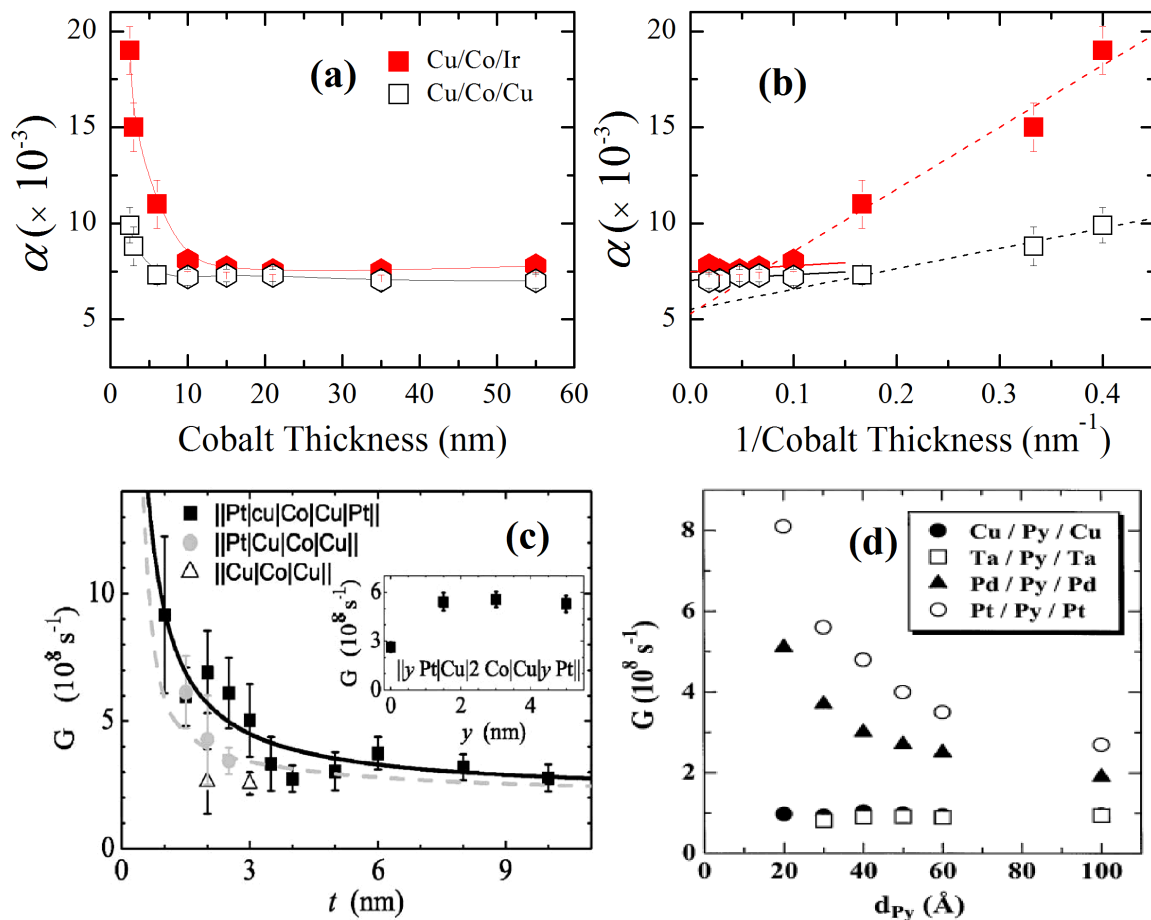 20
15
10
5
α (× 10⁻³)
(a)
Cu/Co/Ir
Cu/Co/Cu
0 10 20 30 40 50 60
Cobalt Thickness (nm)
20
15
10
5
α (× 10⁻³)
(b)
0.0 0.1 0.2 0.3 0.4
1/Cobalt Thickness (nm⁻¹)
10
5
0
G (10⁸ s⁻¹)
||Pt|cu|Co|Cu|Pt||
||Pt|Cu|Co|Cu||
||Cu|Co|Cu||
(c)
6
3
0
G (10⁸ s⁻¹)
||y Pt|Cu|2 Co|Cu|y Pt||
0 2 4
y (nm)
0 3 6 9
t (nm)
8
6
4
2
0
G (10⁸ s⁻¹)
(d)
Cu / Py / Cu
Ta / Py / Ta
Pd / Py / Pd
Pt / Py / Pt
0 20 40 60 80 100
d_Py (Å)